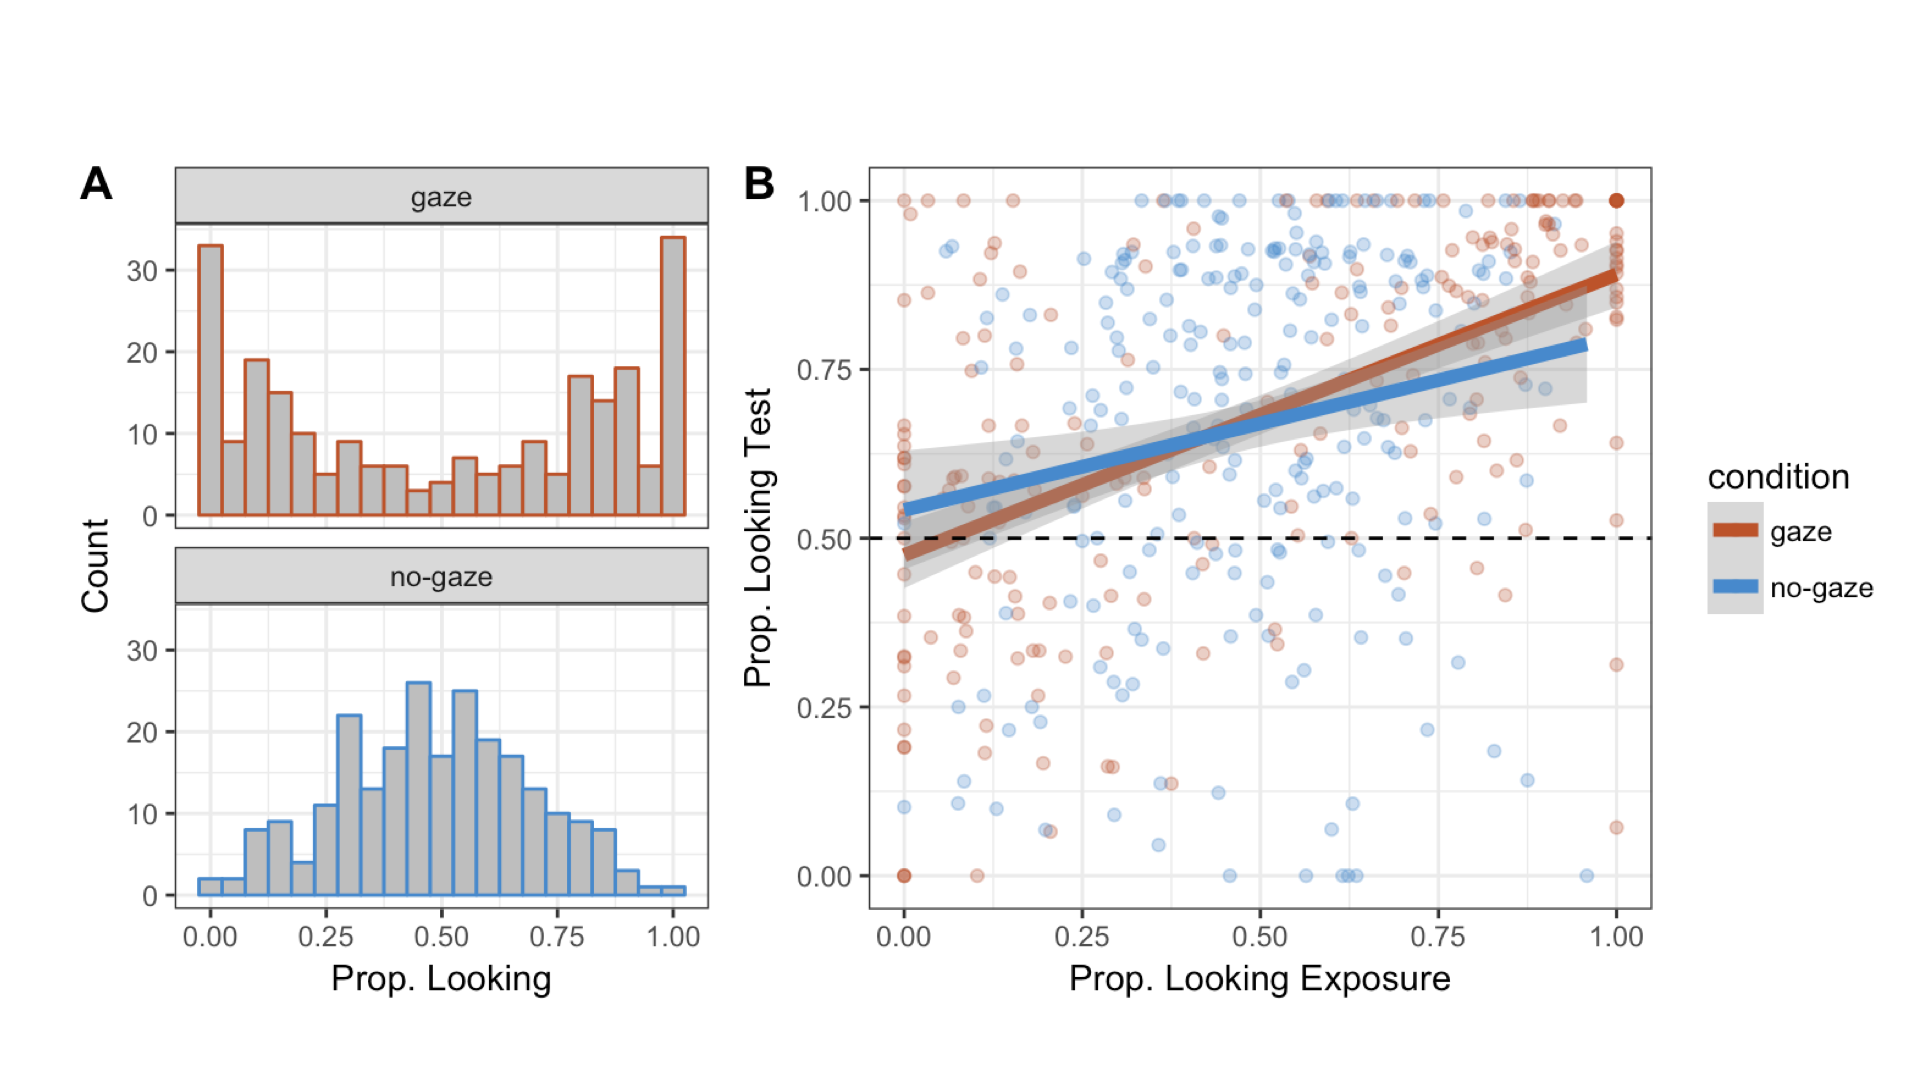 A
gaze
30
20
10
0
no-gaze
30
20
10
0
Count
0.00 0.25 0.50 0.75 1.00
Prop. Looking
B
1.00
0.75
0.50
0.25
0.00
Prop. Looking Test
0.00 0.25 0.50 0.75 1.00
Prop. Looking Exposure
condition
gaze
no-gaze